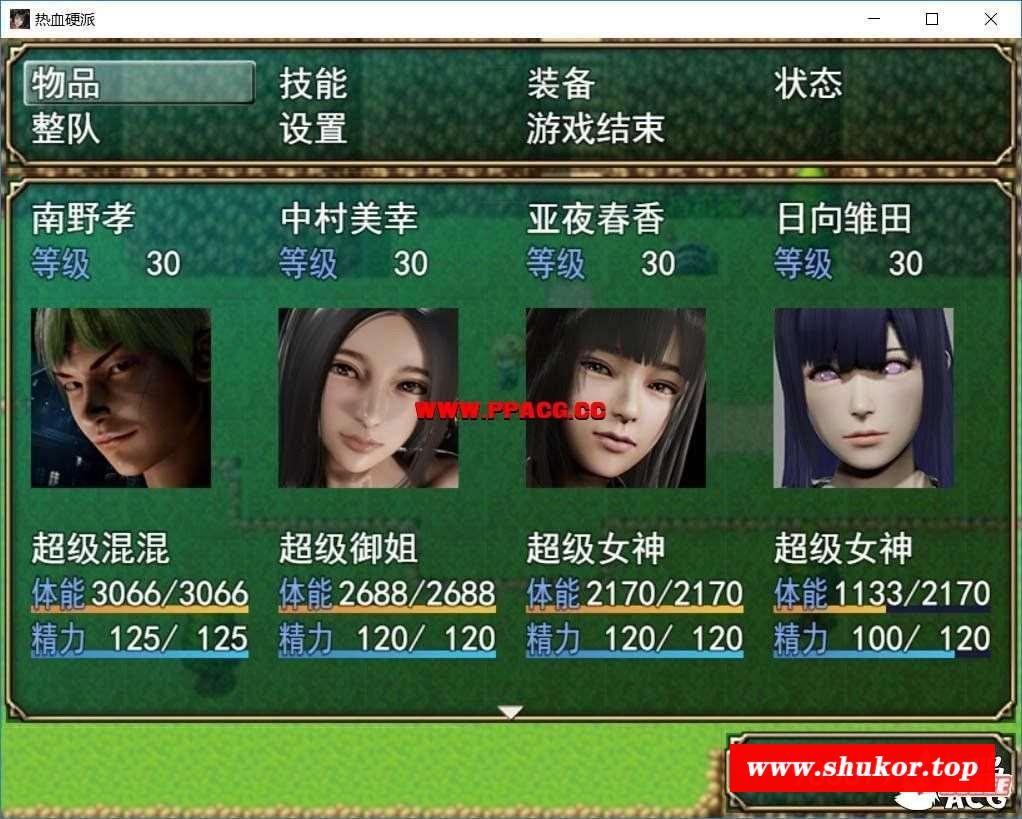 热血硬派
物品 技能 装备 状态
整队 设置 游戏结束
南野孝 中村美幸 亚夜春香 日向雏田
等级 30 等级 30 等级 30 等级 30
WWW.PPACG.CC
超级混混 超级御姐 超级女神 超级女神
体能 3066/3066 体能 2688/2688 体能 2170/2170 体能 1133/2170
精力 125/ 125 精力 120/ 120 精力 120/ 120 精力 100/ 120
www.shukor.top
ACG